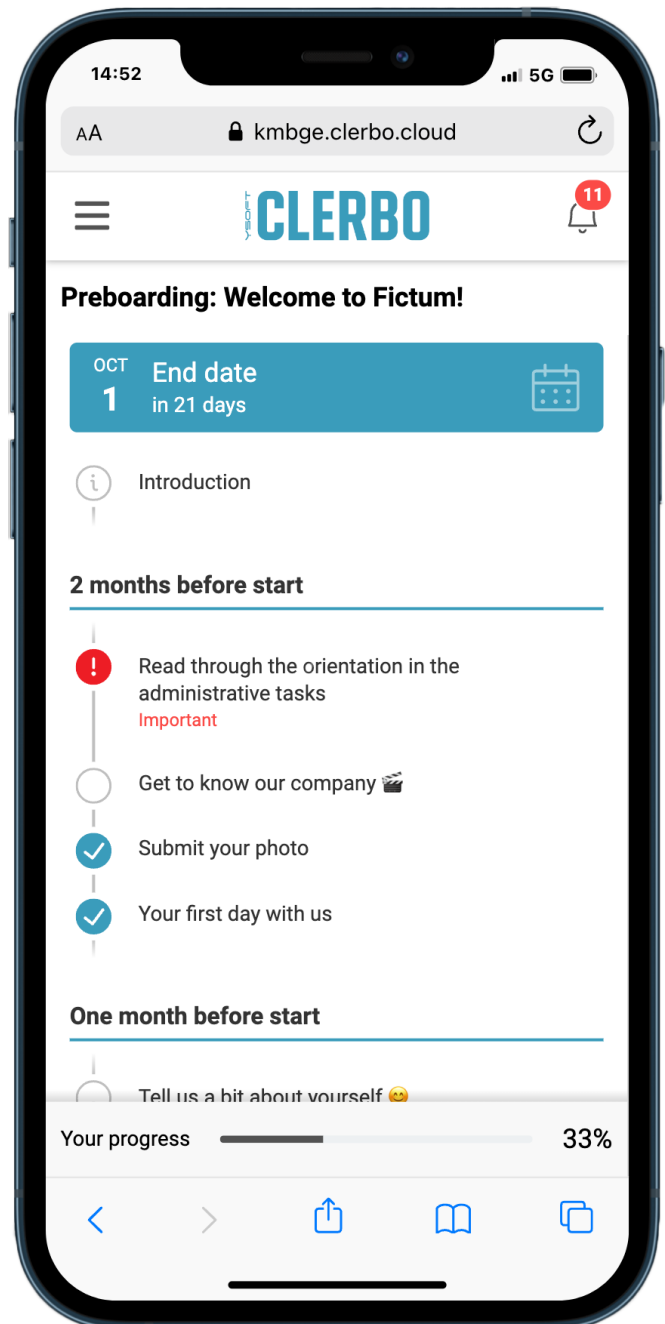 14:52
5G
AA
kmbge.clerbo.cloud
YSOFT CLERBO
11
Preboarding: Welcome to Fictum!
OCT
1
End date
in 21 days
Introduction
2 months before start
Read through the orientation in the
administrative tasks
Important
Get to know our company 🎬
Submit your photo
Your first day with us
One month before start
Tell us a bit about yourself 😊
Your progress
33%